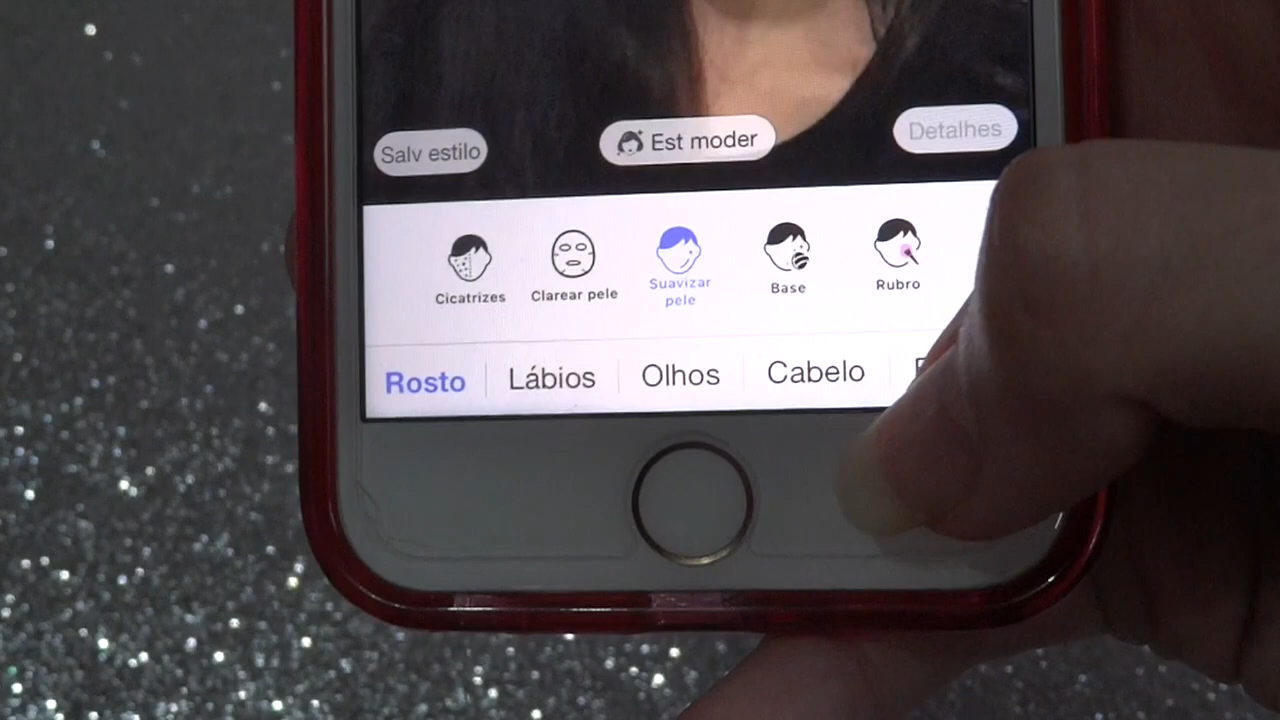 Salv estilo
Est moder
Detalhes
Cicatrizes
Clarear pele
Suavizar
pele
Base
Rubro
Rosto
Lábios
Olhos
Cabelo